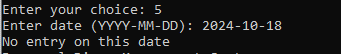 Enter your choice: 5
Enter date (YYYY-MM-DD): 2024-10-18
No entry on this date